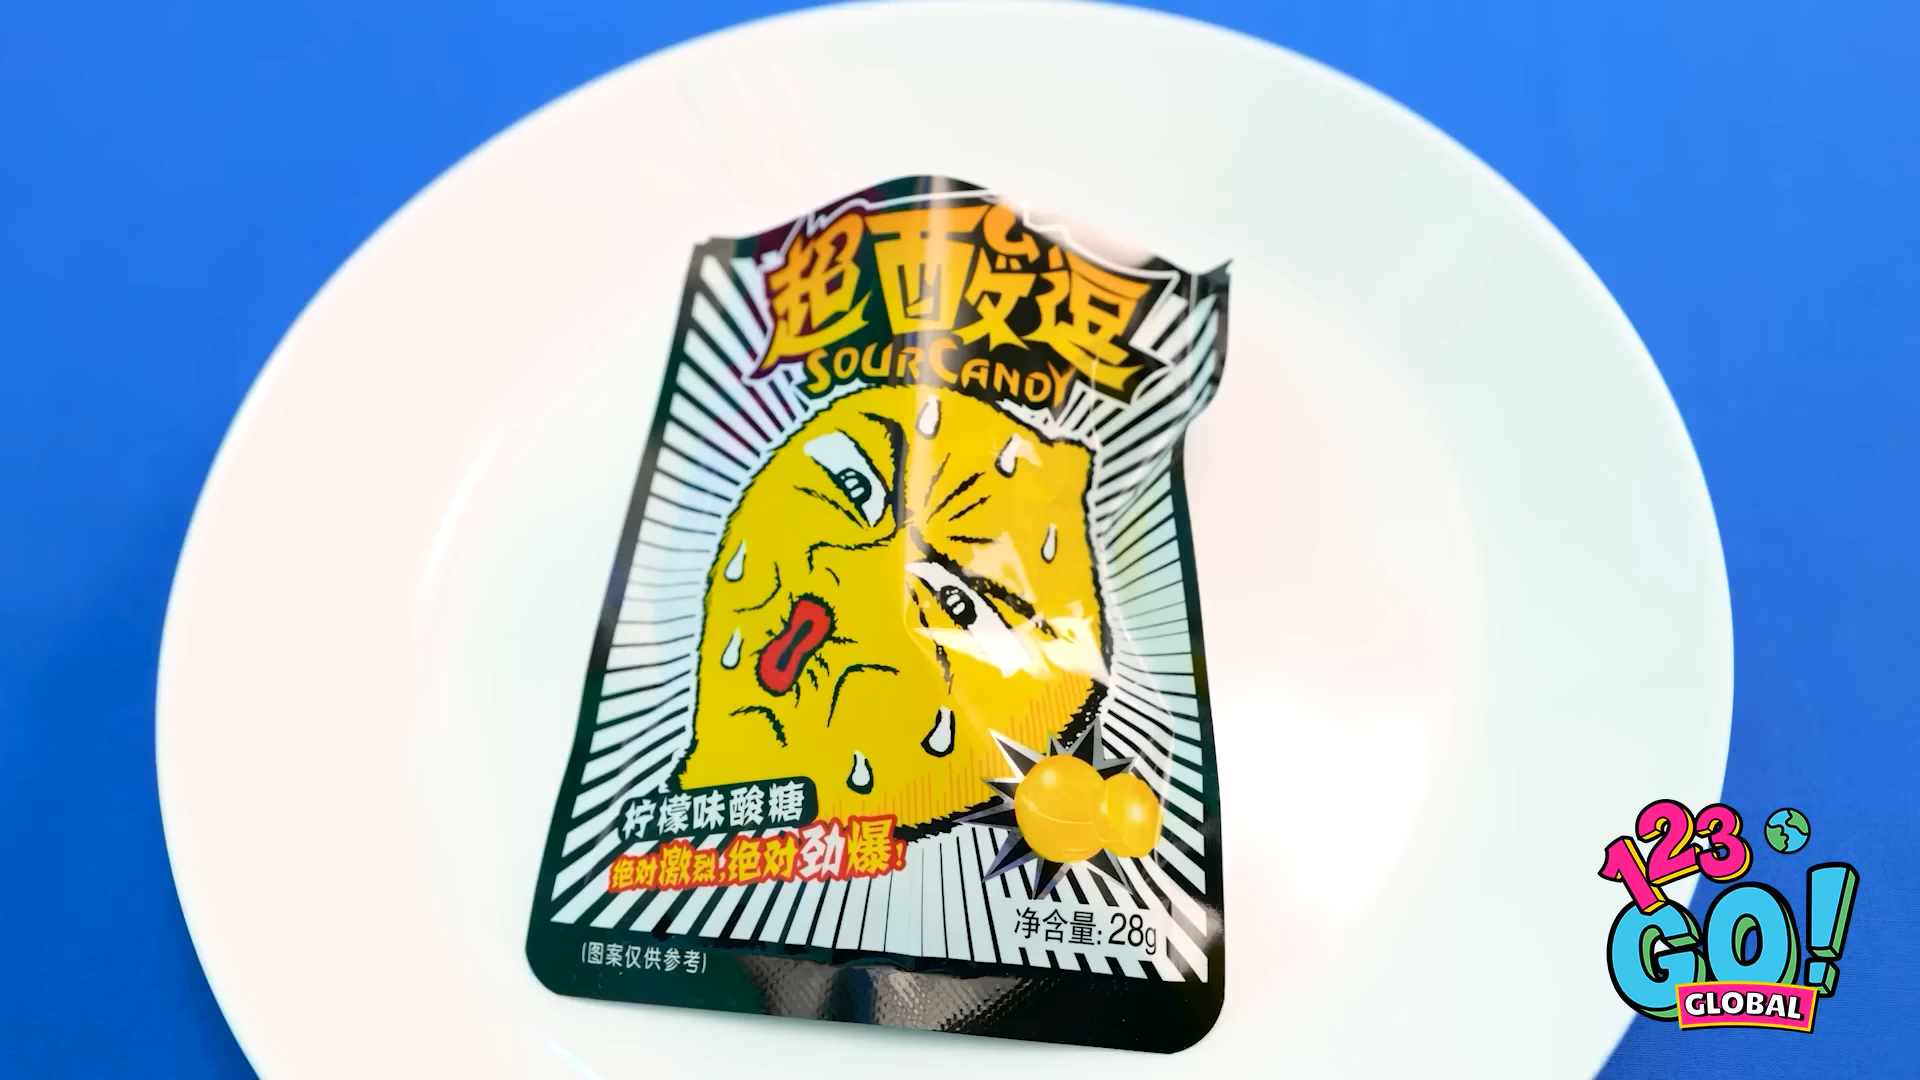 超酸逗
SOUR CANDY
柠檬味酸糖
绝对激烈,绝对劲爆!
净含量: 28g
(图案仅供参考)
123
GO!
GLOBAL